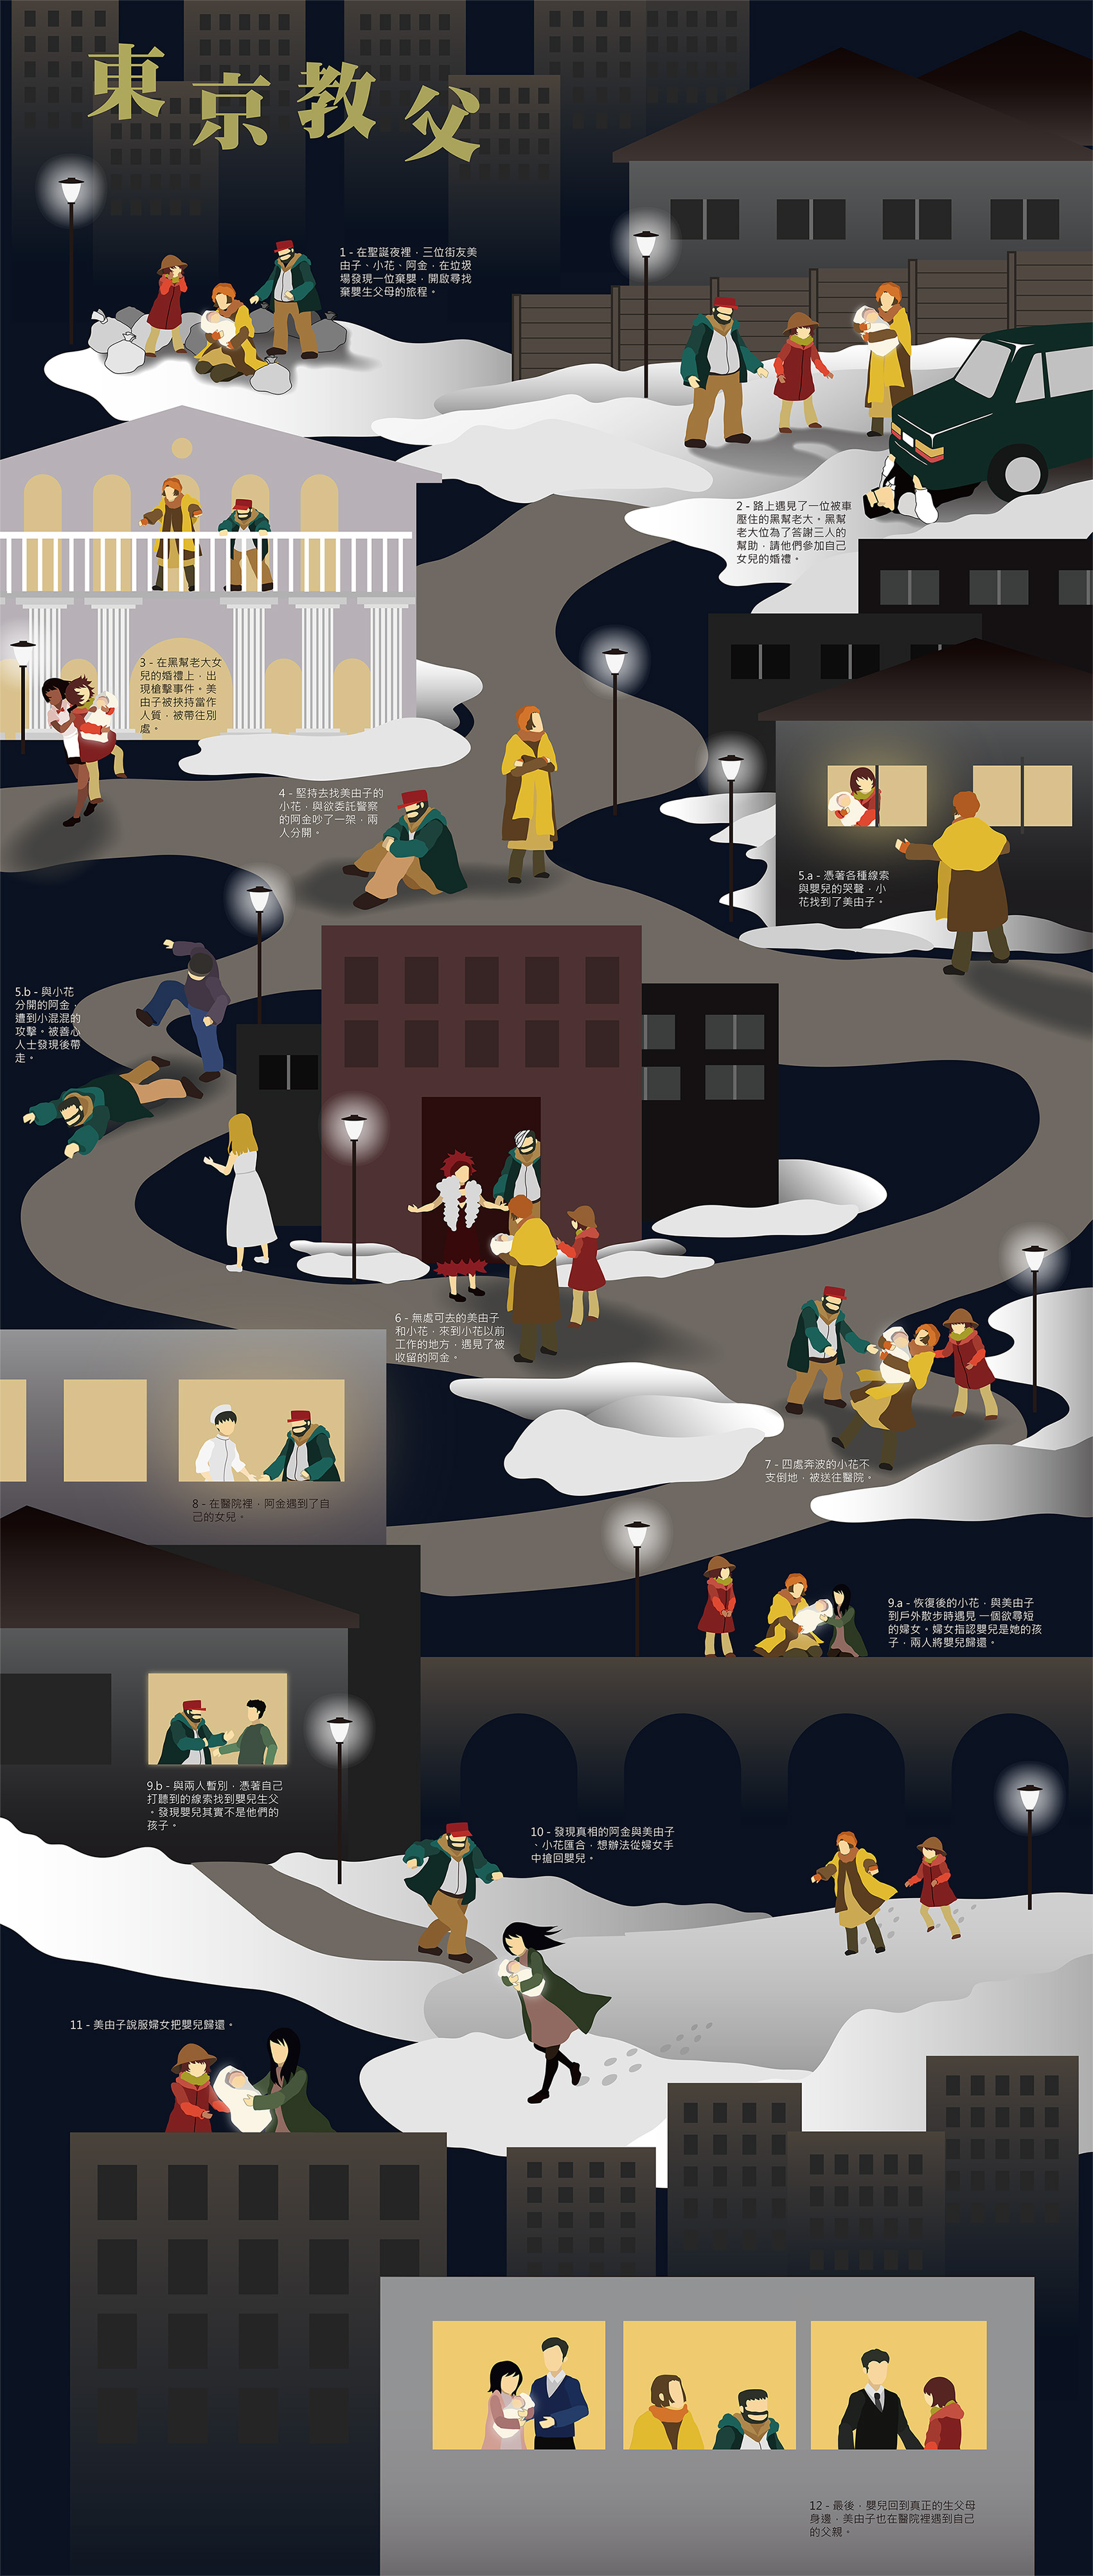 東京教父
1 - 在聖誕夜裡，三位街友美
由子、小花、阿金，在垃圾
場發現一位棄嬰，開啟尋找
棄嬰生父母的旅程。
2 - 路上遇見了一位被車
壓住的黑幫老大。黑幫
老大位為了答謝三人的
幫助，請他們參加自己
女兒的婚禮。
3 - 在黑幫老大女
兒的婚禮上，出
現槍擊事件。美
由子被挾持當作
人質，被帶往別
處。
4 - 堅持去找美由子的
小花，與欲委託警察
的阿金吵了一架，兩
人分開。
5.a - 憑著各種線索
與嬰兒的哭聲，小
花找到了美由子。
5.b - 與小花
分開的阿金，
遭到小混混的
攻擊。被善心
人士發現後帶
走。
6 - 無處可去的美由子
和小花，來到小花以前
工作的地方，遇見了被
收留的阿金。
7 - 四處奔波的小花不
支倒地，被送往醫院。
8 - 在醫院裡，阿金遇到了自
己的女兒。
9.a - 恢復後的小花，與美由子
到戶外散步時遇見 一個欲尋短
的婦女。婦女指認嬰兒是她的孩
子，兩人將嬰兒歸還。
9.b - 與兩人暫別，憑著自己
打聽到的線索找到嬰兒生父
。發現嬰兒其實不是他們的
孩子。
10 - 發現真相的阿金與美由子
、小花匯合，想辦法從婦女手
中搶回嬰兒。
11 - 美由子說服婦女把嬰兒歸還。
12 - 最後，嬰兒回到真正的生父母
身邊，美由子也在醫院裡遇到自己
的父親。